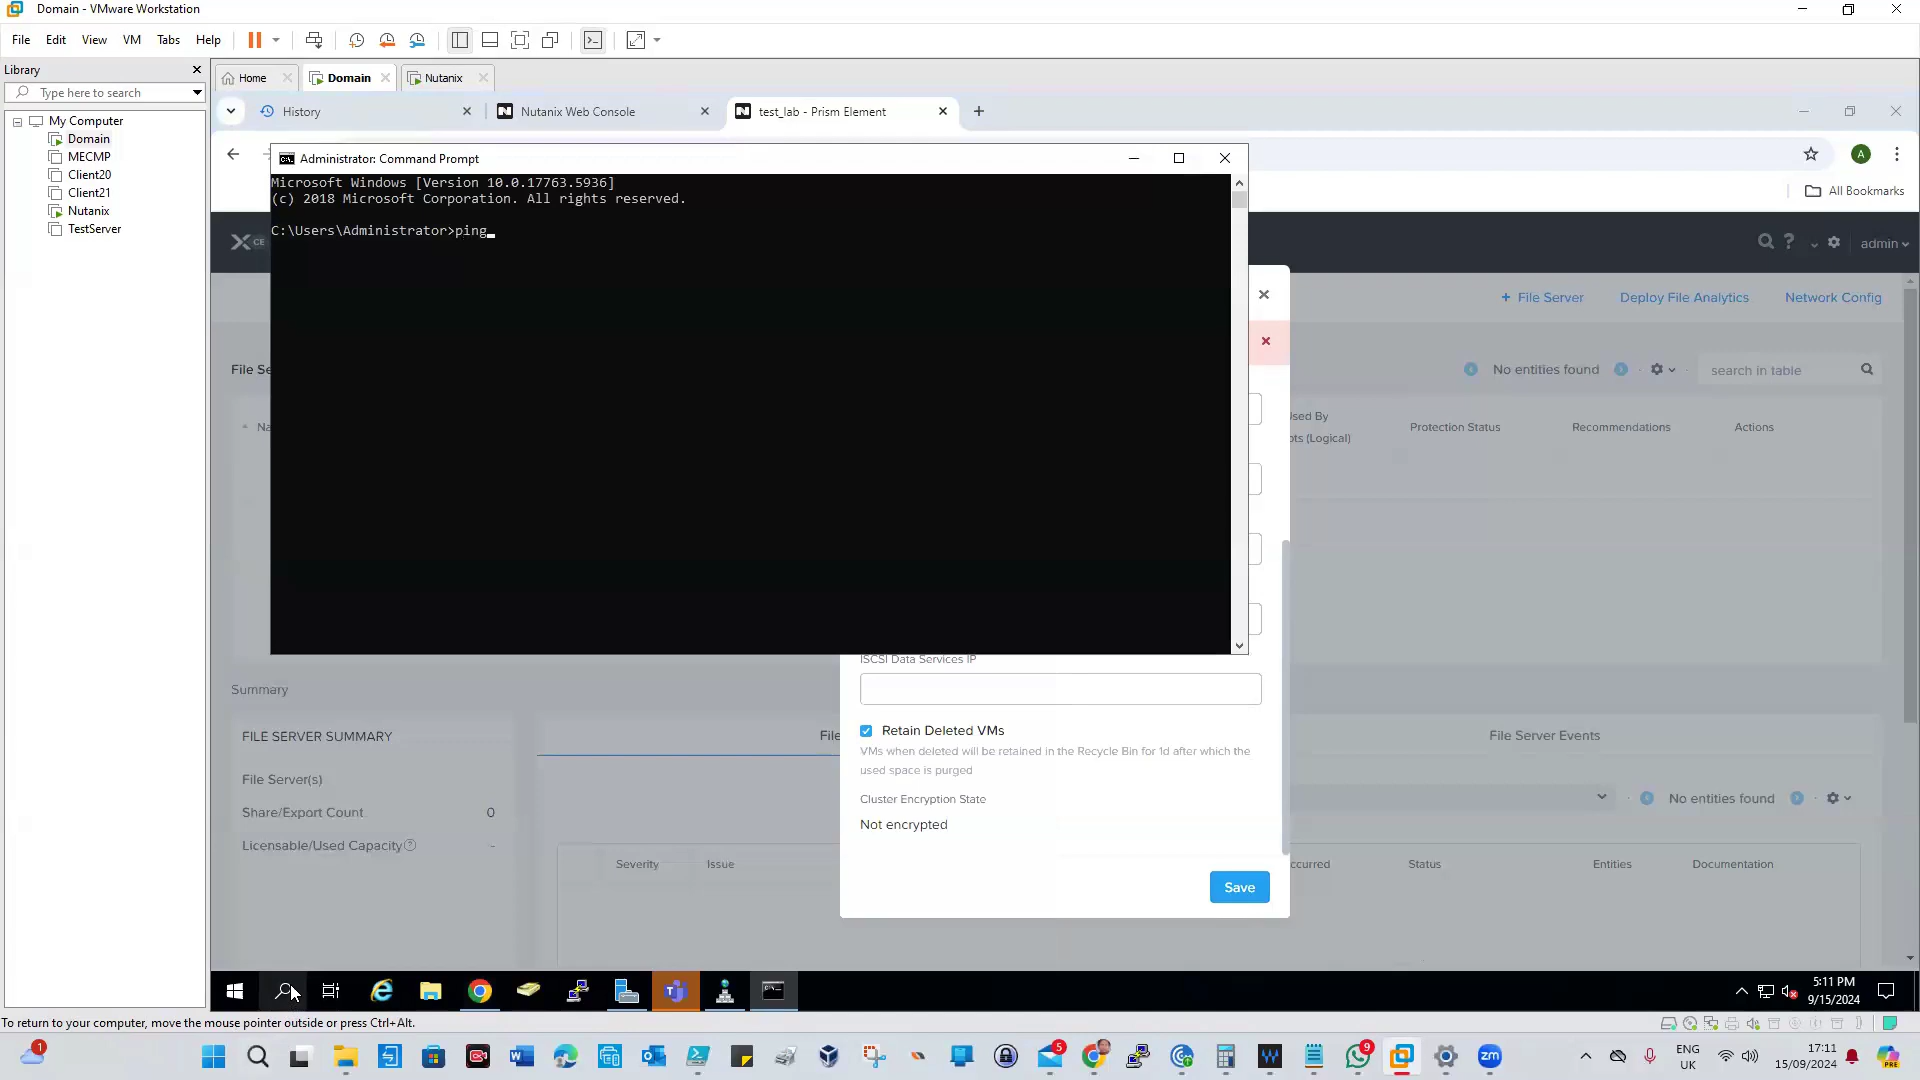 Domain - VMware Workstation
File Edit View VM Tabs Help
Library
Type here to search
My Computer
Domain
MECMP
Client20
Client21
Nutanix
TestServer
Home
Domain
Nutanix
History
Nutanix Web Console
test_lab - Prism Element
All Bookmarks
Administrator: Command Prompt
Microsoft Windows [Version 10.0.17763.5936]
(c) 2018 Microsoft Corporation. All rights reserved.
C:\Users\Administrator>ping
admin
+ File Server
Deploy File Analytics
Network Config
No entities found
search in table
Used By
Protection Status
Recommendations
Actions
ISCSI Data Services IP
Summary
Retain Deleted VMs
VMs when deleted will be retained in the Recycle Bin for 1d after which the
used space is purged
Cluster Encryption State
Not encrypted
Save
FILE SERVER SUMMARY
File Server(s)
Share/Export Count 0
Licensable/Used Capacity -
File Server Events
No entities found
Severity
Issue
Status
Entities
Documentation
5:11 PM
9/15/2024
To return to your computer, move the mouse pointer outside or press Ctrl+Alt.
ENG
UK
17:11
15/09/2024